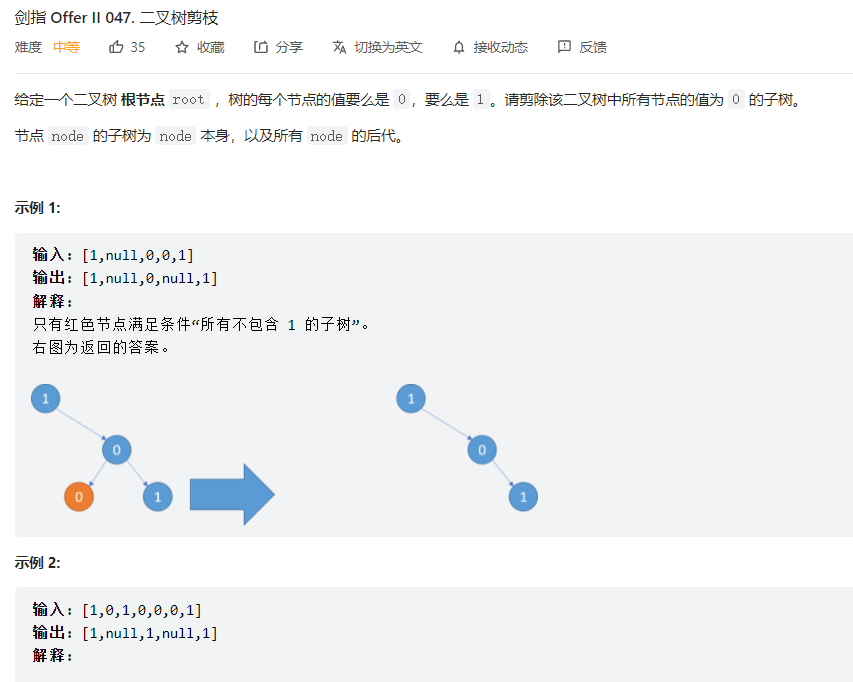 剑指 Offer II 047. 二叉树剪枝
难度 中等 35 收藏 分享 切换为英文 接收动态 反馈
给定一个二叉树 根节点 root ，树的每个节点的值要么是 0，要么是 1。请剪除该二叉树中所有节点的值为 0 的子树。
节点 node 的子树为 node 本身，以及所有 node 的后代。
示例 1:
输入: [1,null,0,0,1]
输出: [1,null,0,null,1]
解释:
只有红色节点满足条件“所有不包含 1 的子树”。
右图为返回的答案。
1 1
0 0
0 1 1
示例 2:
输入: [1,0,1,0,0,0,1]
输出: [1,null,1,null,1]
解释: